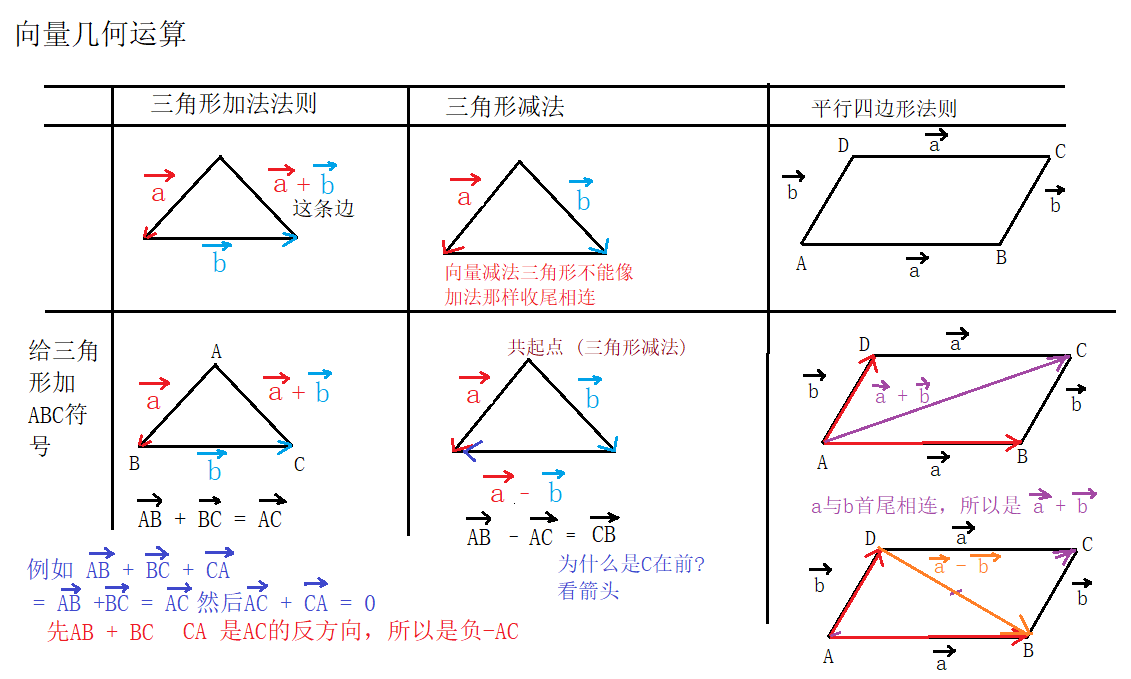 向量几何运算
三角形加法法则
三角形减法
平行四边形法则
a
a + b
这条边
b
a
b
向量减法三角形不能像
加法那样收尾相连
D
a
C
b
b
A
a
B
给三角
形加
ABC符
号
A
a
a + b
B
b
C
AB + BC = AC
共起点 (三角形减法)
a
b
a - b
AB - AC = CB
为什么是C在前?
看箭头
D
a
C
b
a + b
b
A
a
B
a与b首尾相连，所以是 a + b
例如 AB + BC + CA
= AB +BC = AC 然后AC + CA = 0
先AB + BC CA 是AC的反方向，所以是负-AC
D
a
C
b
a - b
b
A
a
B